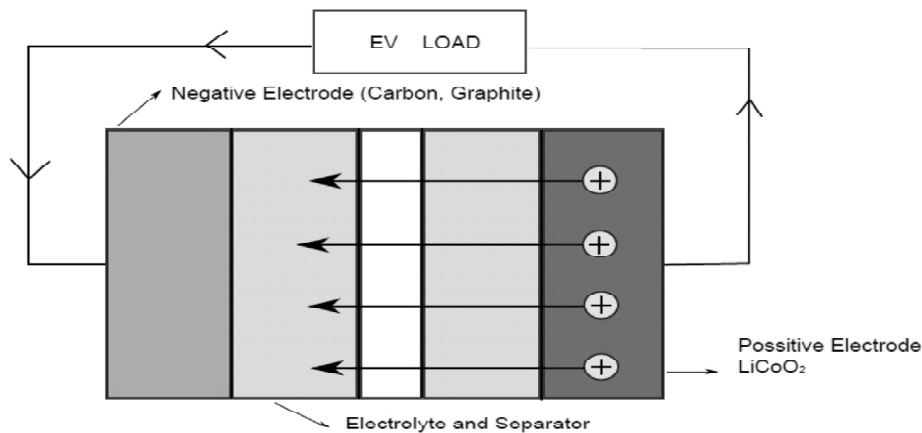 EV LOAD
Negative Electrode (Carbon, Graphite)
+
+
+
+
Possitive Electrode
LiCoO₂
Electrolyte and Separator